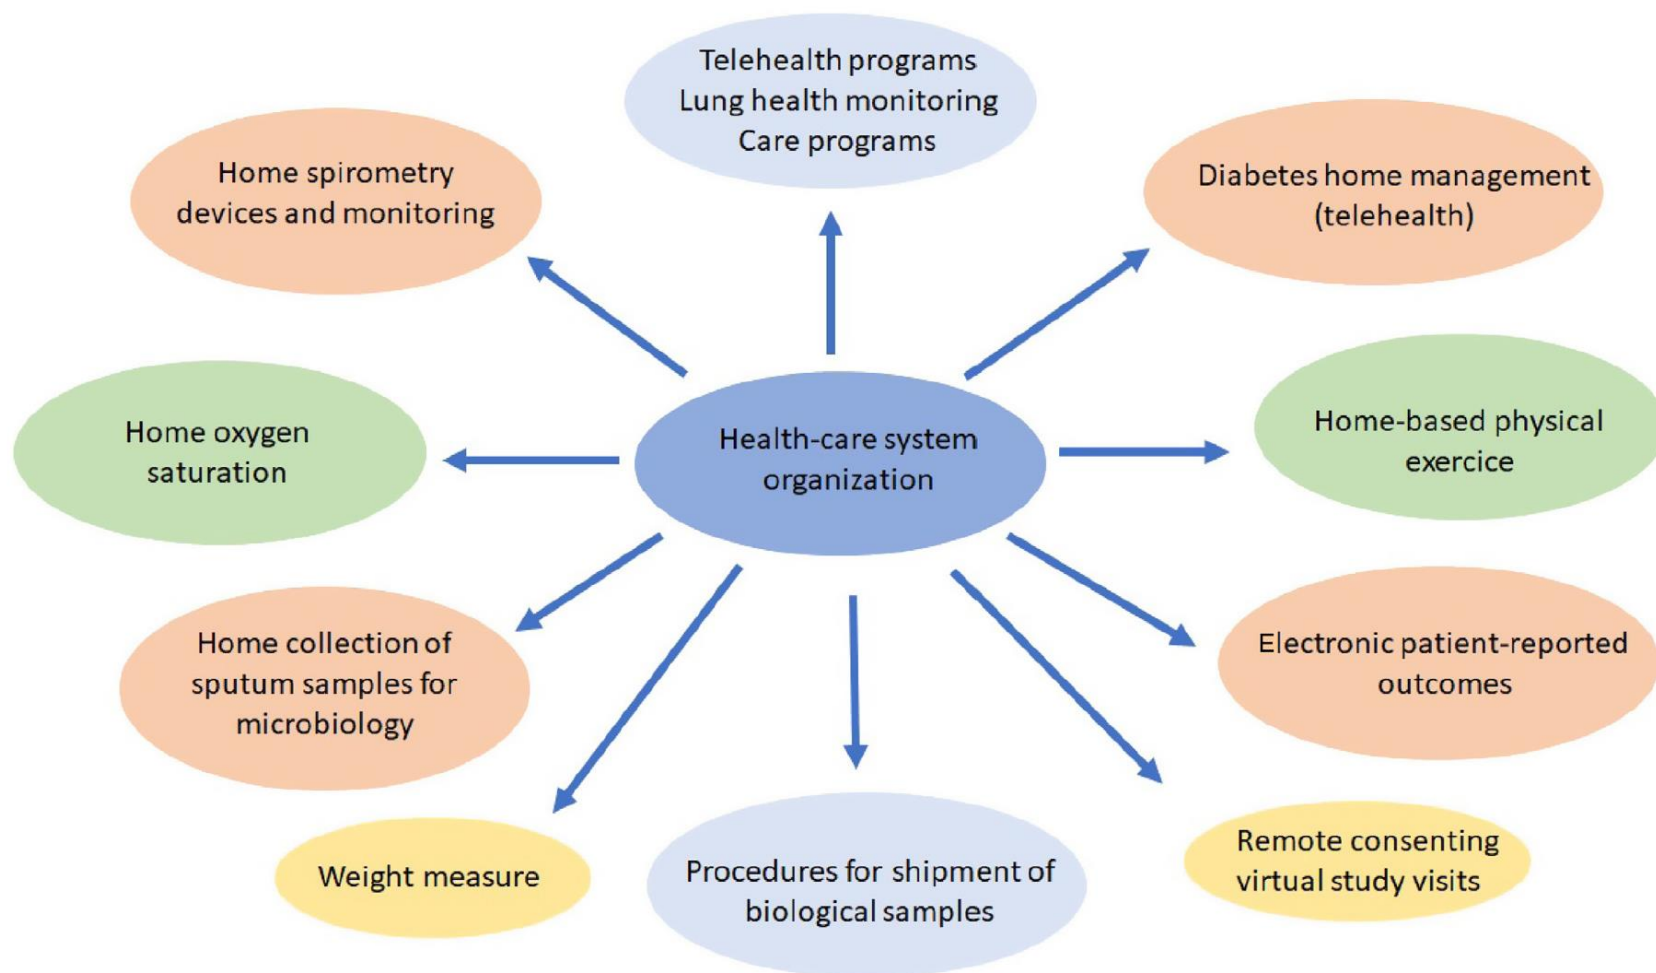 Telehealth programs
Lung health monitoring
Care programs
Home spirometry
devices and monitoring
Diabetes home management
(telehealth)
Home oxygen
saturation
Health-care system
organization
Home-based physical
exercice
Home collection of
sputum samples for
microbiology
Electronic patient-reported
outcomes
Weight measure
Procedures for shipment of
biological samples
Remote consenting
virtual study visits